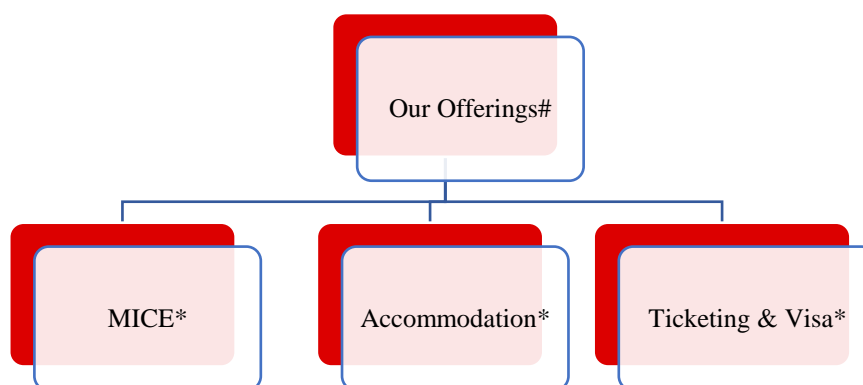 Our Offerings#
MICE*
Accommodation*
Ticketing & Visa*